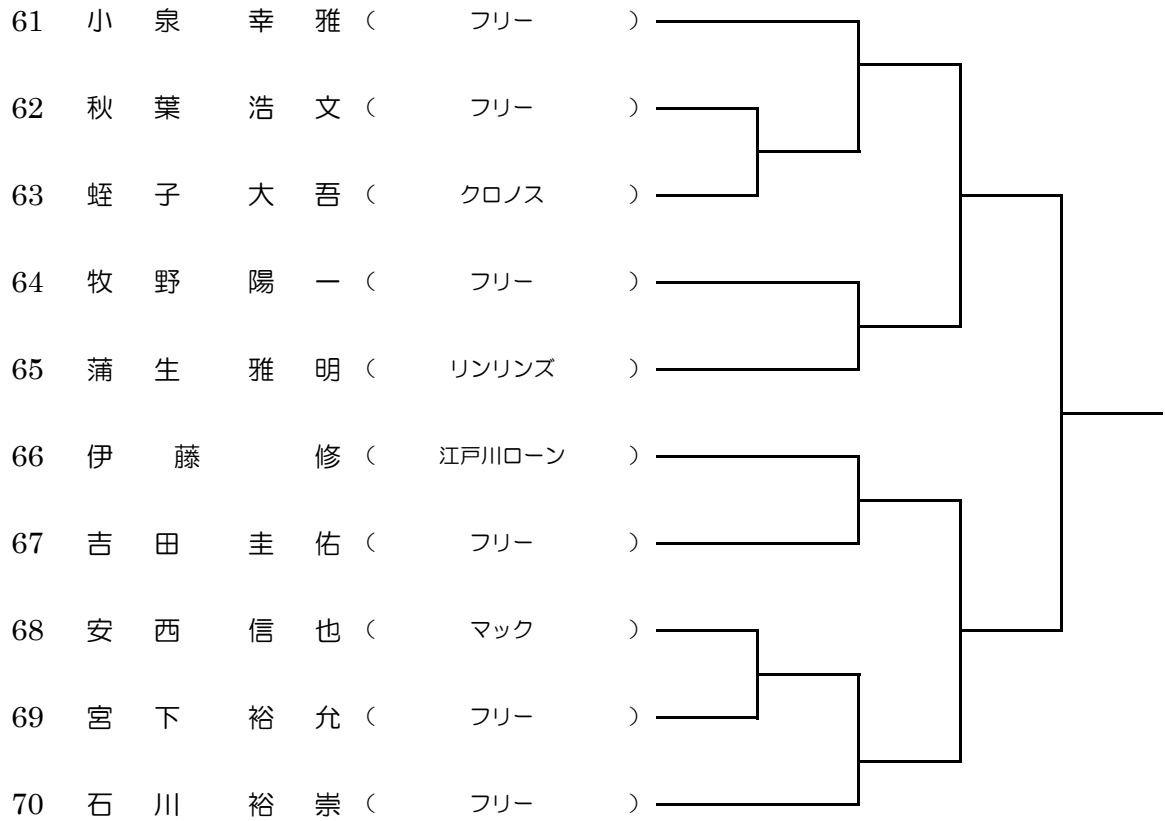 61 小泉 幸雅 ( フリー )
62 秋葉 浩文 ( フリー )
63 蛭子 大吾 ( クロノス )
64 牧野 陽一 ( フリー )
65 蒲生 雅明 ( リンリンズ )
66 伊藤 修 ( 江戸川ローン )
67 吉田 圭佑 ( フリー )
68 安西 信也 ( マック )
69 宮下 裕允 ( フリー )
70 石川 裕崇 ( フリー )